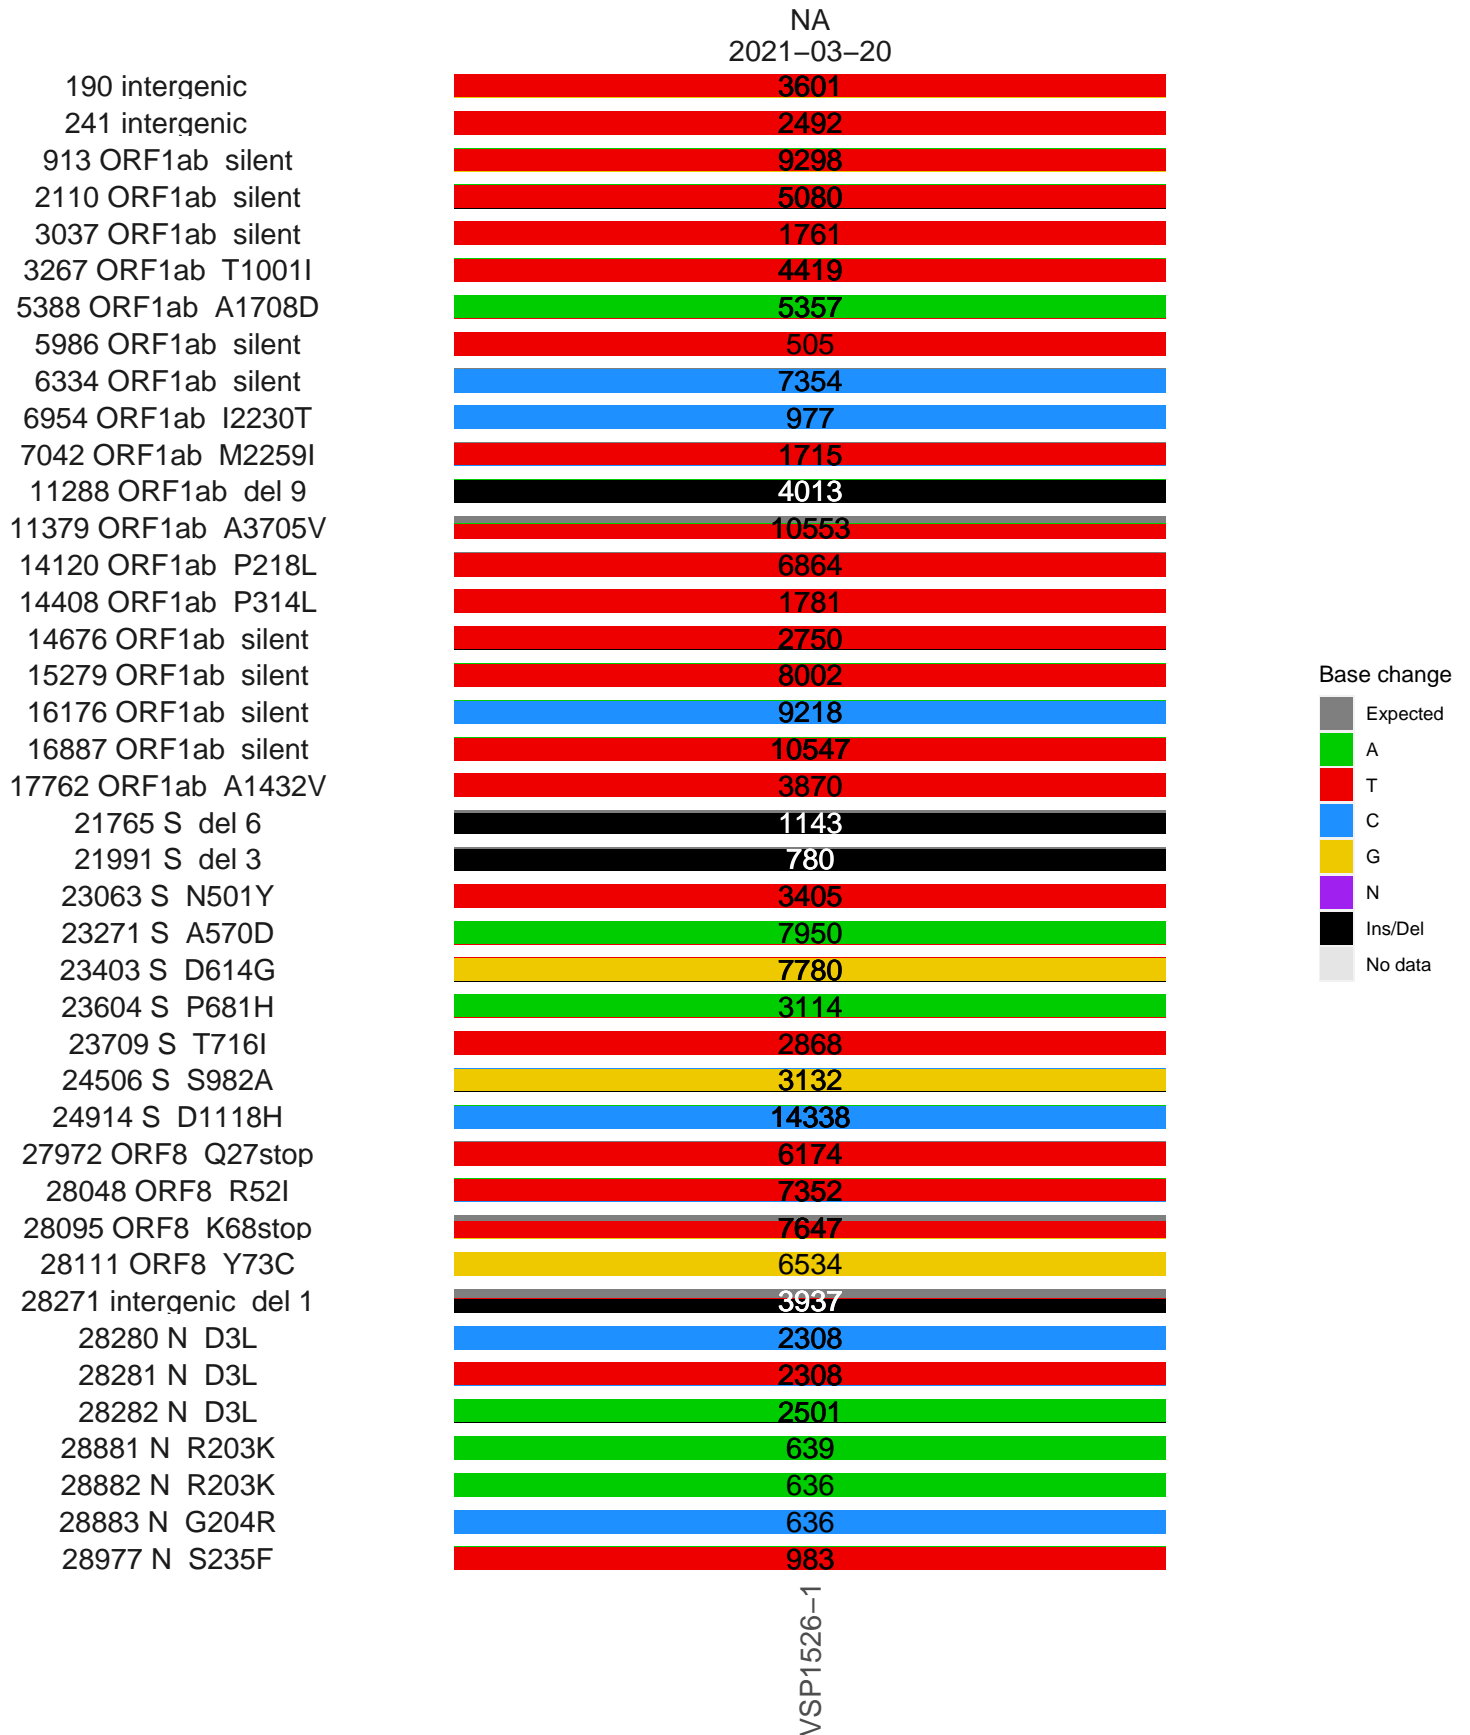 NA
2021−03−20
190 intergenic 3601
241 intergenic 2492
913 ORF1ab silent 9298
2110 ORF1ab silent 5080
3037 ORF1ab silent 1761
3267 ORF1ab T1001I 4419
5388 ORF1ab A1708D 5357
5986 ORF1ab silent 505
6334 ORF1ab silent 7354
6954 ORF1ab I2230T 977
7042 ORF1ab M2259I 1715
11288 ORF1ab del 9 4013
11379 ORF1ab A3705V 10553
14120 ORF1ab P218L 6864
14408 ORF1ab P314L 1781
14676 ORF1ab silent 2750
15279 ORF1ab silent 8002
16176 ORF1ab silent 9218
16887 ORF1ab silent 10547
17762 ORF1ab A1432V 3870
21765 S del 6 1143
21991 S del 3 780
23063 S N501Y 3405
23271 S A570D 7950
23403 S D614G 7780
23604 S P681H 3114
23709 S T716I 2868
24506 S S982A 3132
24914 S D1118H 14338
27972 ORF8 Q27stop 6174
28048 ORF8 R52I 7352
28095 ORF8 K68stop 7647
28111 ORF8 Y73C 6534
28271 intergenic del 1 3937
28280 N D3L 2308
28281 N D3L 2308
28282 N D3L 2501
28881 N R203K 639
28882 N R203K 636
28883 N G204R 636
28977 N S235F 983
VSP1526−1
Base change
Expected
A
T
C
G
N
Ins/Del
No data